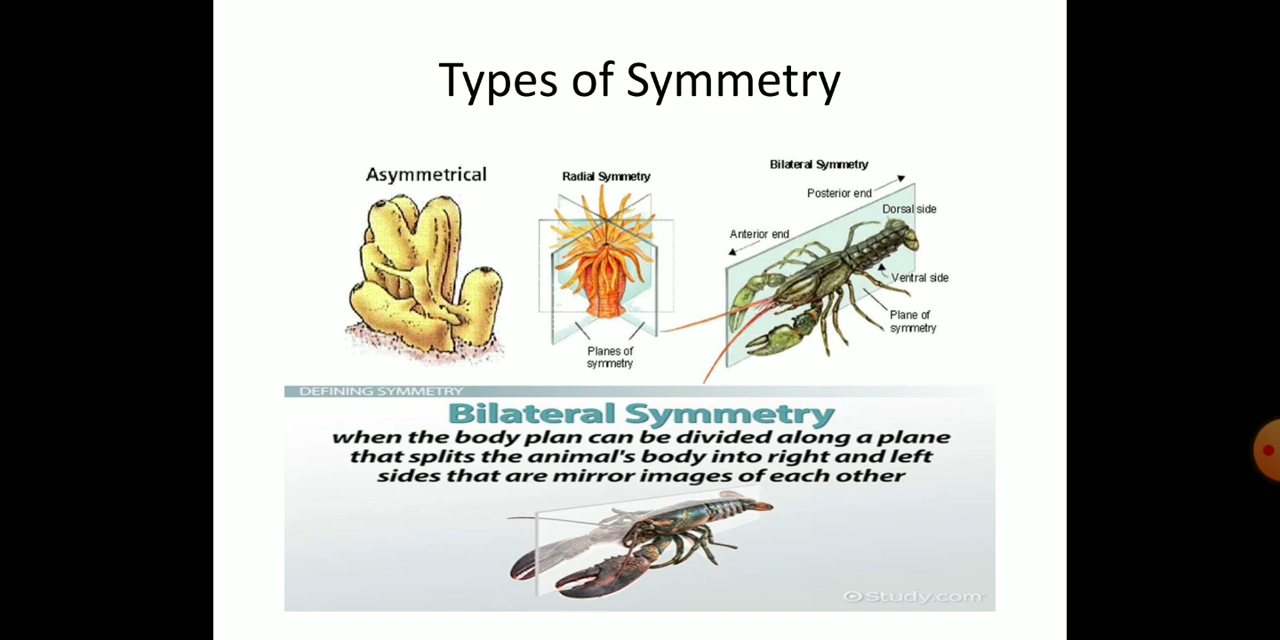 Types of Symmetry
Asymmetrical
Radial Symmetry
Planes of
symmetry
Bilateral Symmetry
Posterior end
Dorsal side
Anterior end
Ventral side
Plane of
symmetry
DEFINING SYMMETRY
Bilateral Symmetry
when the body plan can be divided along a plane
that splits the animal's body into right and left
sides that are mirror images of each other
Study.com